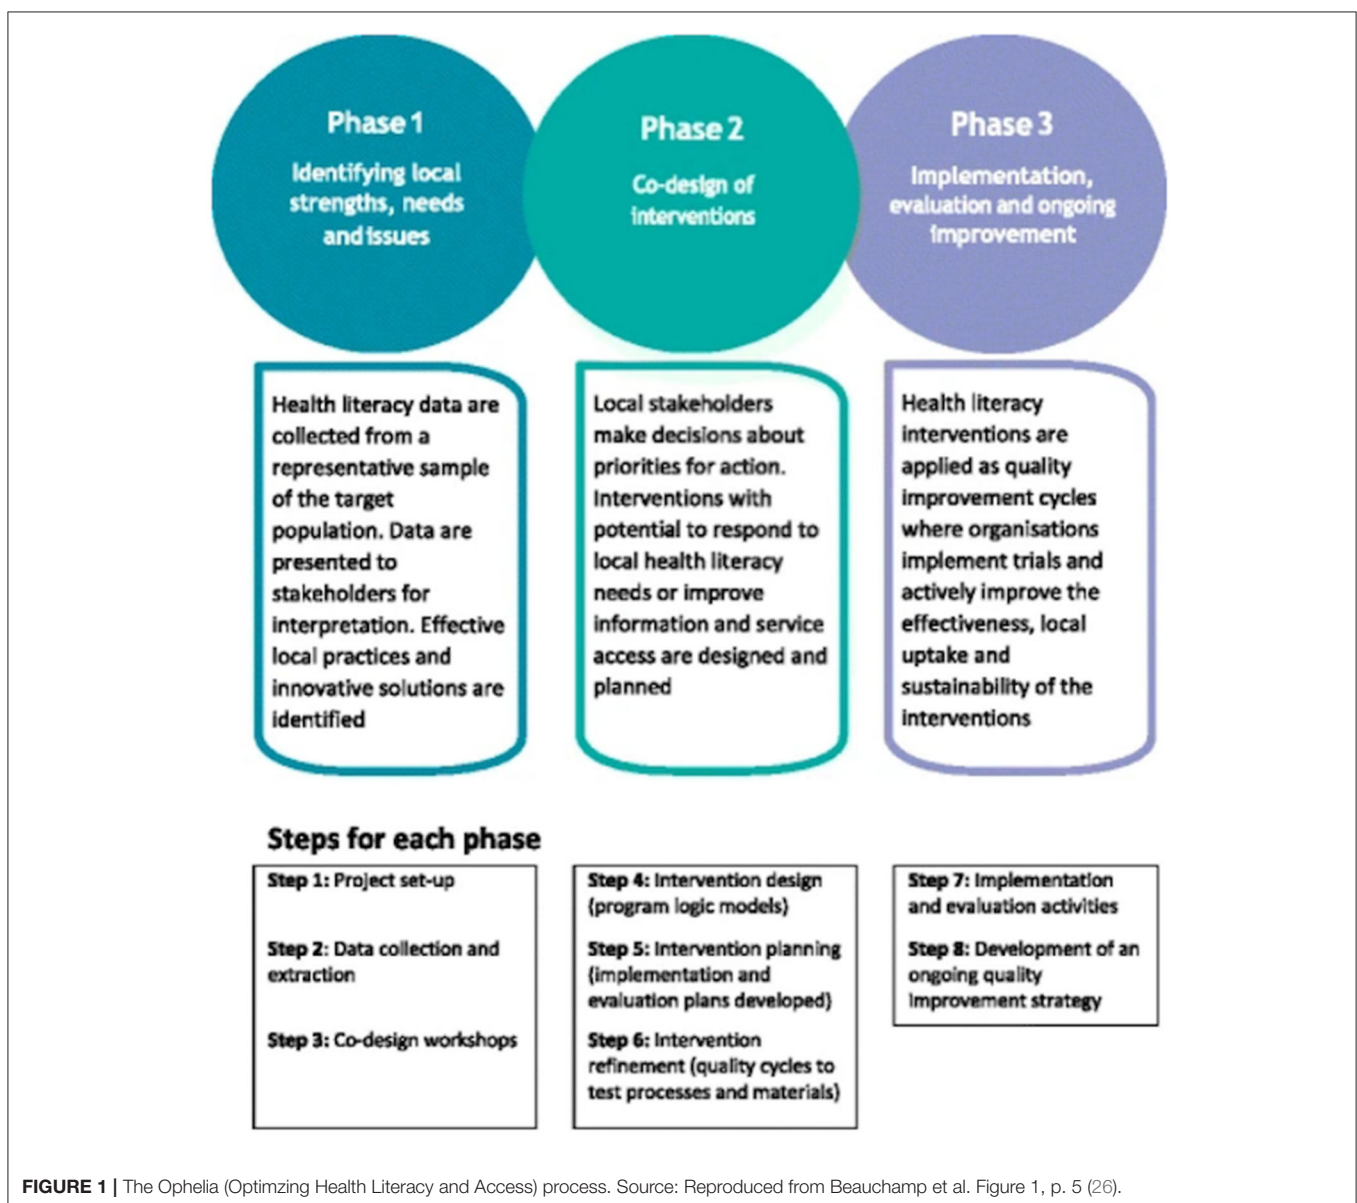 Phase 1
Identifying local
strengths, needs
and issues
Phase 2
Co-design of
interventions
Phase 3
Implementation,
evaluation and ongoing
improvement
Health literacy data are
collected from a
representative sample
of the target
population. Data are
presented to
stakeholders for
interpretation. Effective
local practices and
innovative solutions are
identified
Local stakeholders
make decisions about
priorities for action.
Interventions with
potential to respond to
local health literacy
needs or improve
information and service
access are designed and
planned
Health literacy
interventions are
applied as quality
improvement cycles
where organisations
implement trials and
actively improve the
effectiveness, local
uptake and
sustainability of the
interventions
Steps for each phase
Step 1: Project set-up
Step 2: Data collection and
extraction
Step 3: Co-design workshops
Step 4: Intervention design
(program logic models)
Step 5: Intervention planning
(implementation and
evaluation plans developed)
Step 6: Intervention
refinement (quality cycles to
test processes and materials)
Step 7: Implementation
and evaluation activities
Step 8: Development of an
ongoing quality
improvement strategy
FIGURE 1 | The Ophelia (Optimzing Health Literacy and Access) process. Source: Reproduced from Beauchamp et al. Figure 1, p. 5 (26).